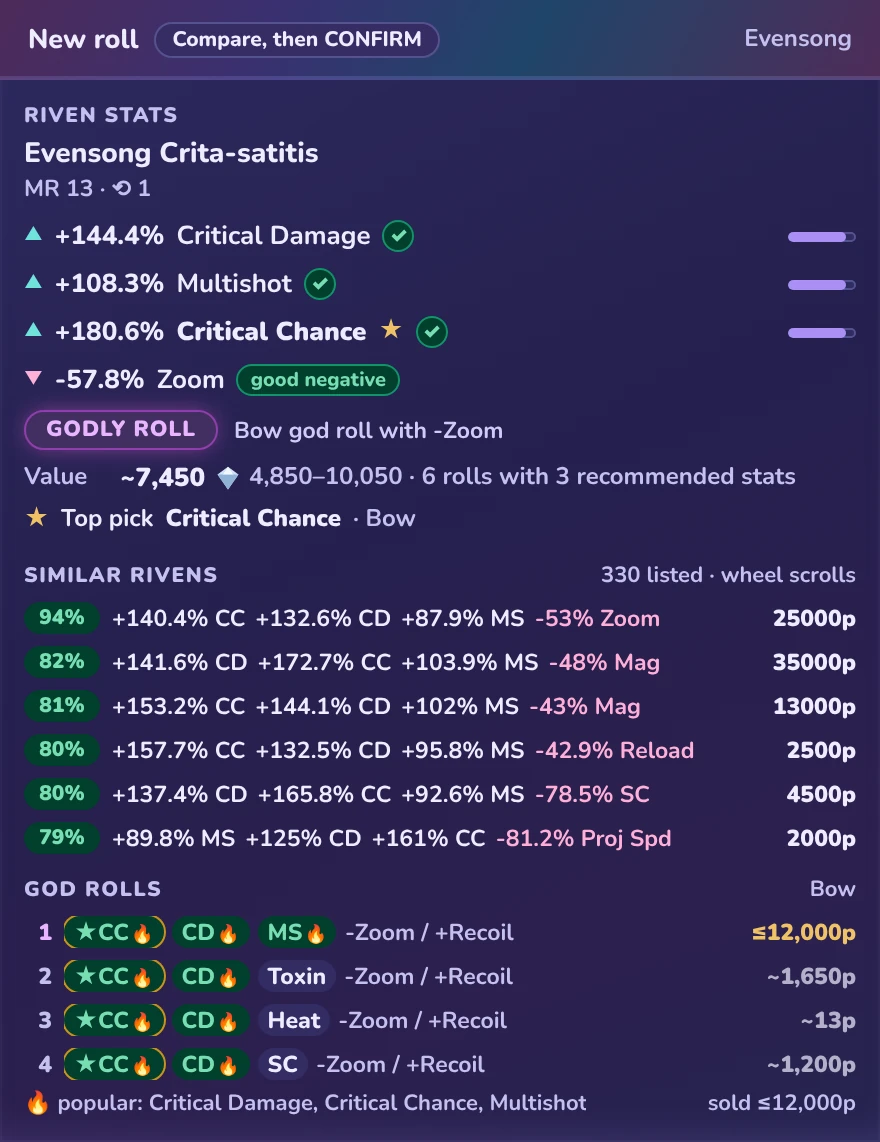 New roll Compare, then CONFIRM Evensong
RIVEN STATS
Evensong Crita-satitis
MR 13 · ⟲ 1
▲ +144.4% Critical Damage ✓
▲ +108.3% Multishot ✓
▲ +180.6% Critical Chance ★ ✓
▼ -57.8% Zoom good negative
GODLY ROLL Bow god roll with -Zoom
Value ~7,450 4,850–10,050 · 6 rolls with 3 recommended stats
★ Top pick Critical Chance · Bow
SIMILAR RIVENS 330 listed · wheel scrolls
94% +140.4% CC +132.6% CD +87.9% MS -53% Zoom 25000p
82% +141.6% CD +172.7% CC +103.9% MS -48% Mag 35000p
81% +153.2% CC +144.1% CD +102% MS -43% Mag 13000p
80% +157.7% CC +132.5% CD +95.8% MS -42.9% Reload 2500p
80% +137.4% CD +165.8% CC +92.6% MS -78.5% SC 4500p
79% +89.8% MS +125% CD +161% CC -81.2% Proj Spd 2000p
GOD ROLLS Bow
1 ★CC🔥 CD🔥 MS🔥 -Zoom / +Recoil ≤12,000p
2 ★CC🔥 CD🔥 Toxin -Zoom / +Recoil ~1,650p
3 ★CC🔥 CD🔥 Heat -Zoom / +Recoil ~13p
4 ★CC🔥 CD🔥 SC -Zoom / +Recoil ~1,200p
🔥 popular: Critical Damage, Critical Chance, Multishot sold ≤12,000p